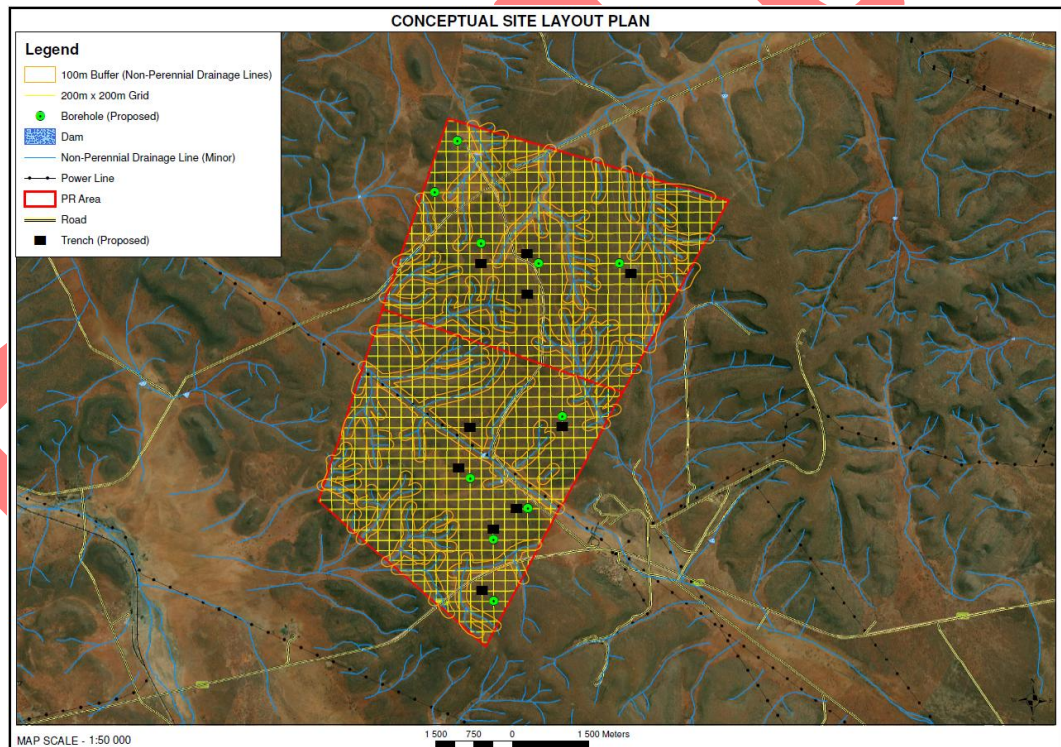 CONCEPTUAL SITE LAYOUT PLAN
Legend
100m Buffer (Non-Perennial Drainage Lines)
200m x 200m Grid
Borehole (Proposed)
Dam
Non-Perennial Drainage Line (Minor)
Power Line
PR Area
Road
Trench (Proposed)
MAP SCALE - 1:50 000
1 500 750 0 1 500 Meters